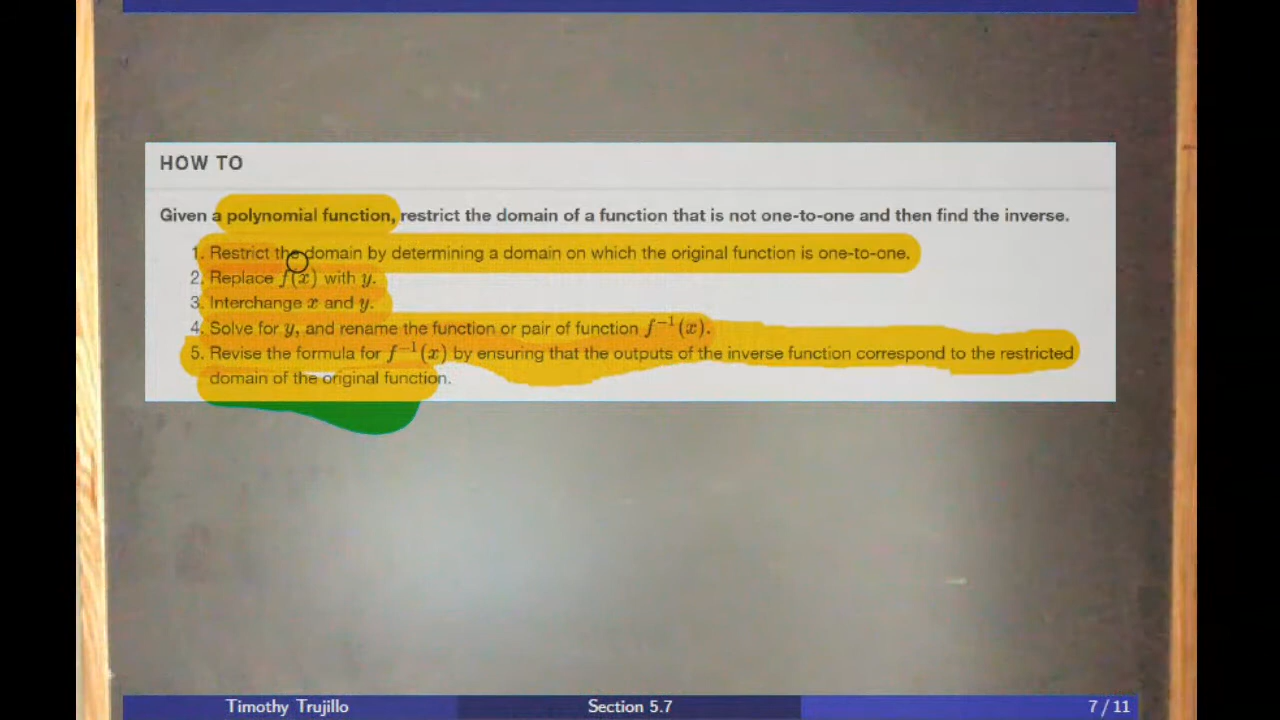 HOW TO
Given a polynomial function, restrict the domain of a function that is not one-to-one and then find the inverse.
1. Restrict the domain by determining a domain on which the original function is one-to-one.
2. Replace f(x) with y.
3. Interchange x and y.
4. Solve for y, and rename the function or pair of function f⁻¹(x).
5. Revise the formula for f⁻¹(x) by ensuring that the outputs of the inverse function correspond to the restricted
domain of the original function.
Timothy Trujillo Section 5.7 7 / 11